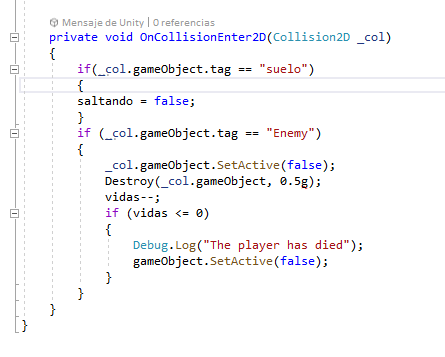 Mensaje de Unity | 0 referencias
private void OnCollisionEnter2D(Collision2D _col)
{
if(_col.gameObject.tag == "suelo")
{
saltando = false;
}
if (_col.gameObject.tag == "Enemy")
{
_col.gameObject.SetActive(false);
Destroy(_col.gameObject, 0.5g);
vidas--;
if (vidas <= 0)
{
Debug.Log("The player has died");
gameObject.SetActive(false);
}
}
}
}